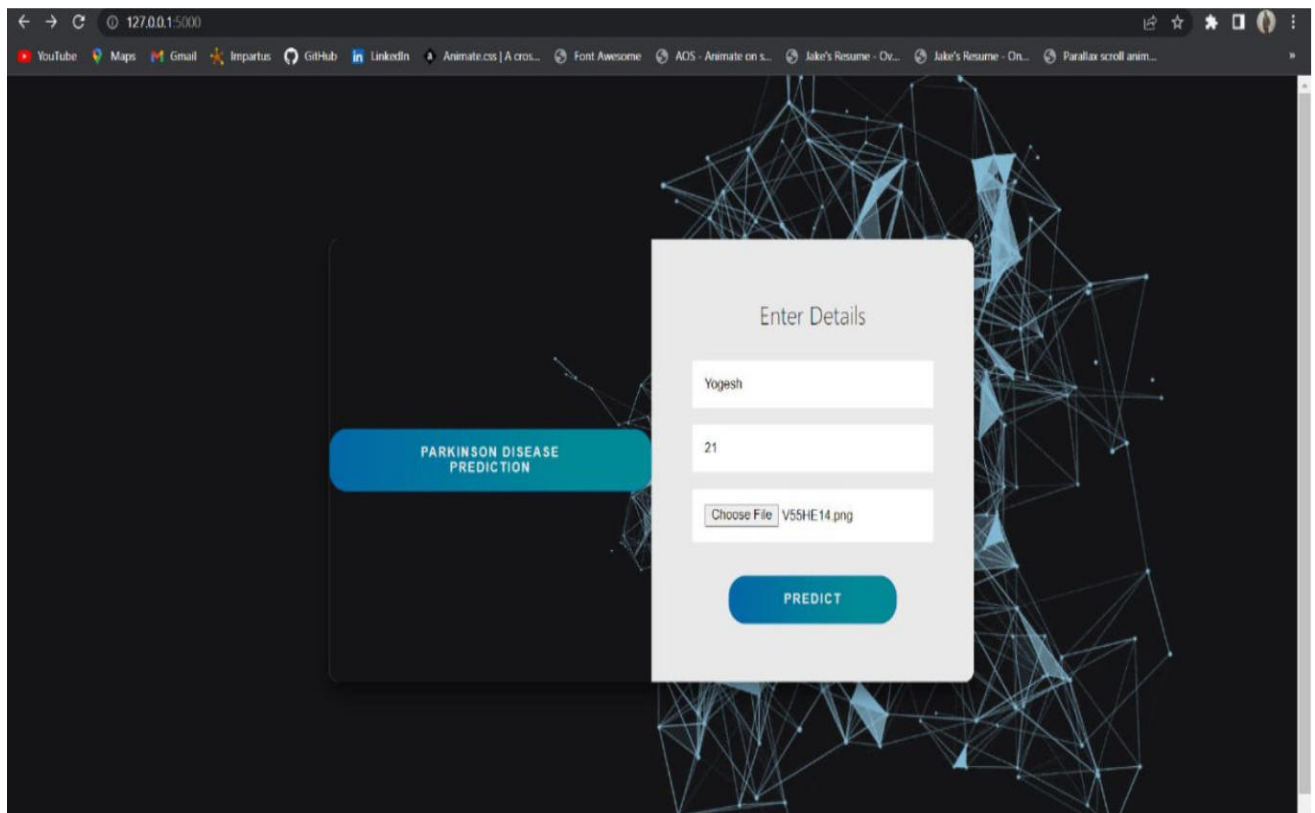 127.0.0.1:5000
YouTube Maps Gmail Impartus GitHub LinkedIn Animate.css | A cros... Font Awesome AOS - Animate on s... Jake's Resume - Ov... Jake's Resume - On... Parallax scroll anim... »
Enter Details
Yogesh
PARKINSON DISEASE
PREDICTION
21
Choose File V55HE14.png
PREDICT